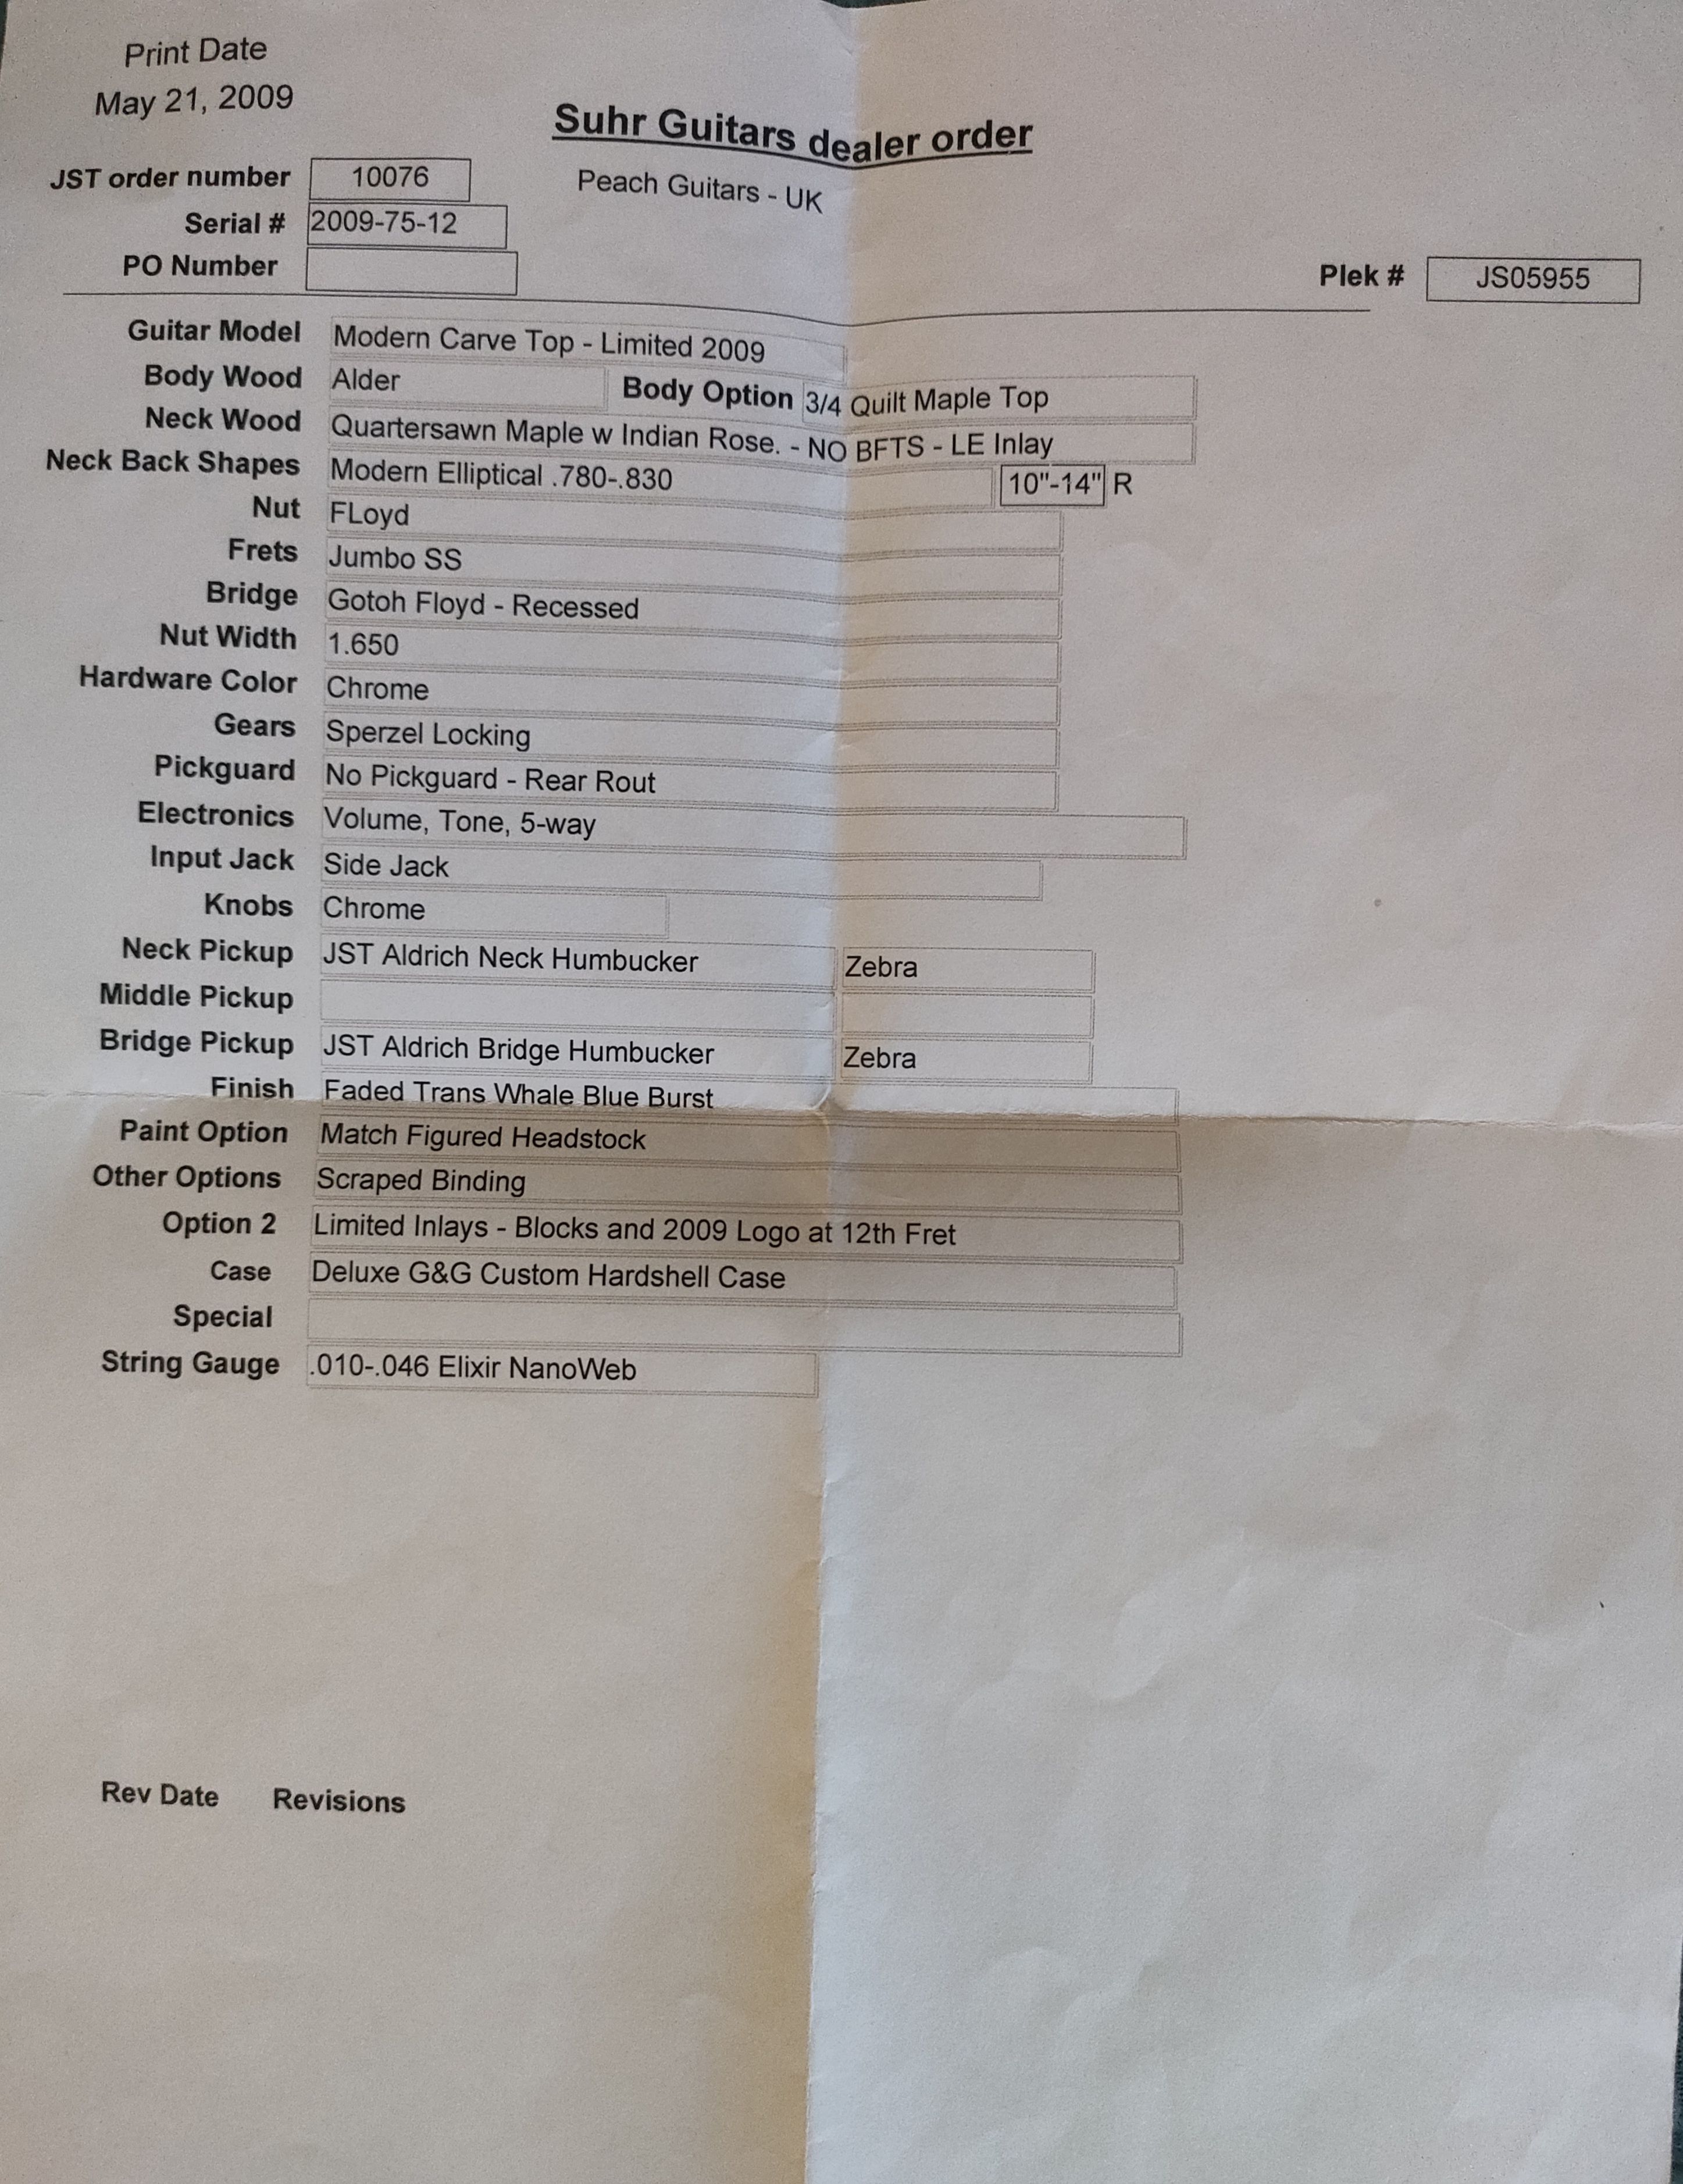 Print Date
May 21, 2009
Suhr Guitars dealer order
JST order number 10076 Peach Guitars - UK
Serial # 2009-75-12
PO Number
Plek # JS05955
Guitar Model Modern Carve Top - Limited 2009
Body Wood Alder Body Option 3/4 Quilt Maple Top
Neck Wood Quartersawn Maple w Indian Rose. - NO BFTS - LE Inlay
Neck Back Shapes Modern Elliptical .780-.830 10"-14" R
Nut FLoyd
Frets Jumbo SS
Bridge Gotoh Floyd - Recessed
Nut Width 1.650
Hardware Color Chrome
Gears Sperzel Locking
Pickguard No Pickguard - Rear Rout
Electronics Volume, Tone, 5-way
Input Jack Side Jack
Knobs Chrome
Neck Pickup JST Aldrich Neck Humbucker Zebra
Middle Pickup
Bridge Pickup JST Aldrich Bridge Humbucker Zebra
Finish Faded Trans Whale Blue Burst
Paint Option Match Figured Headstock
Other Options Scraped Binding
Option 2 Limited Inlays - Blocks and 2009 Logo at 12th Fret
Case Deluxe G&G Custom Hardshell Case
Special
String Gauge .010-.046 Elixir NanoWeb
Rev Date Revisions